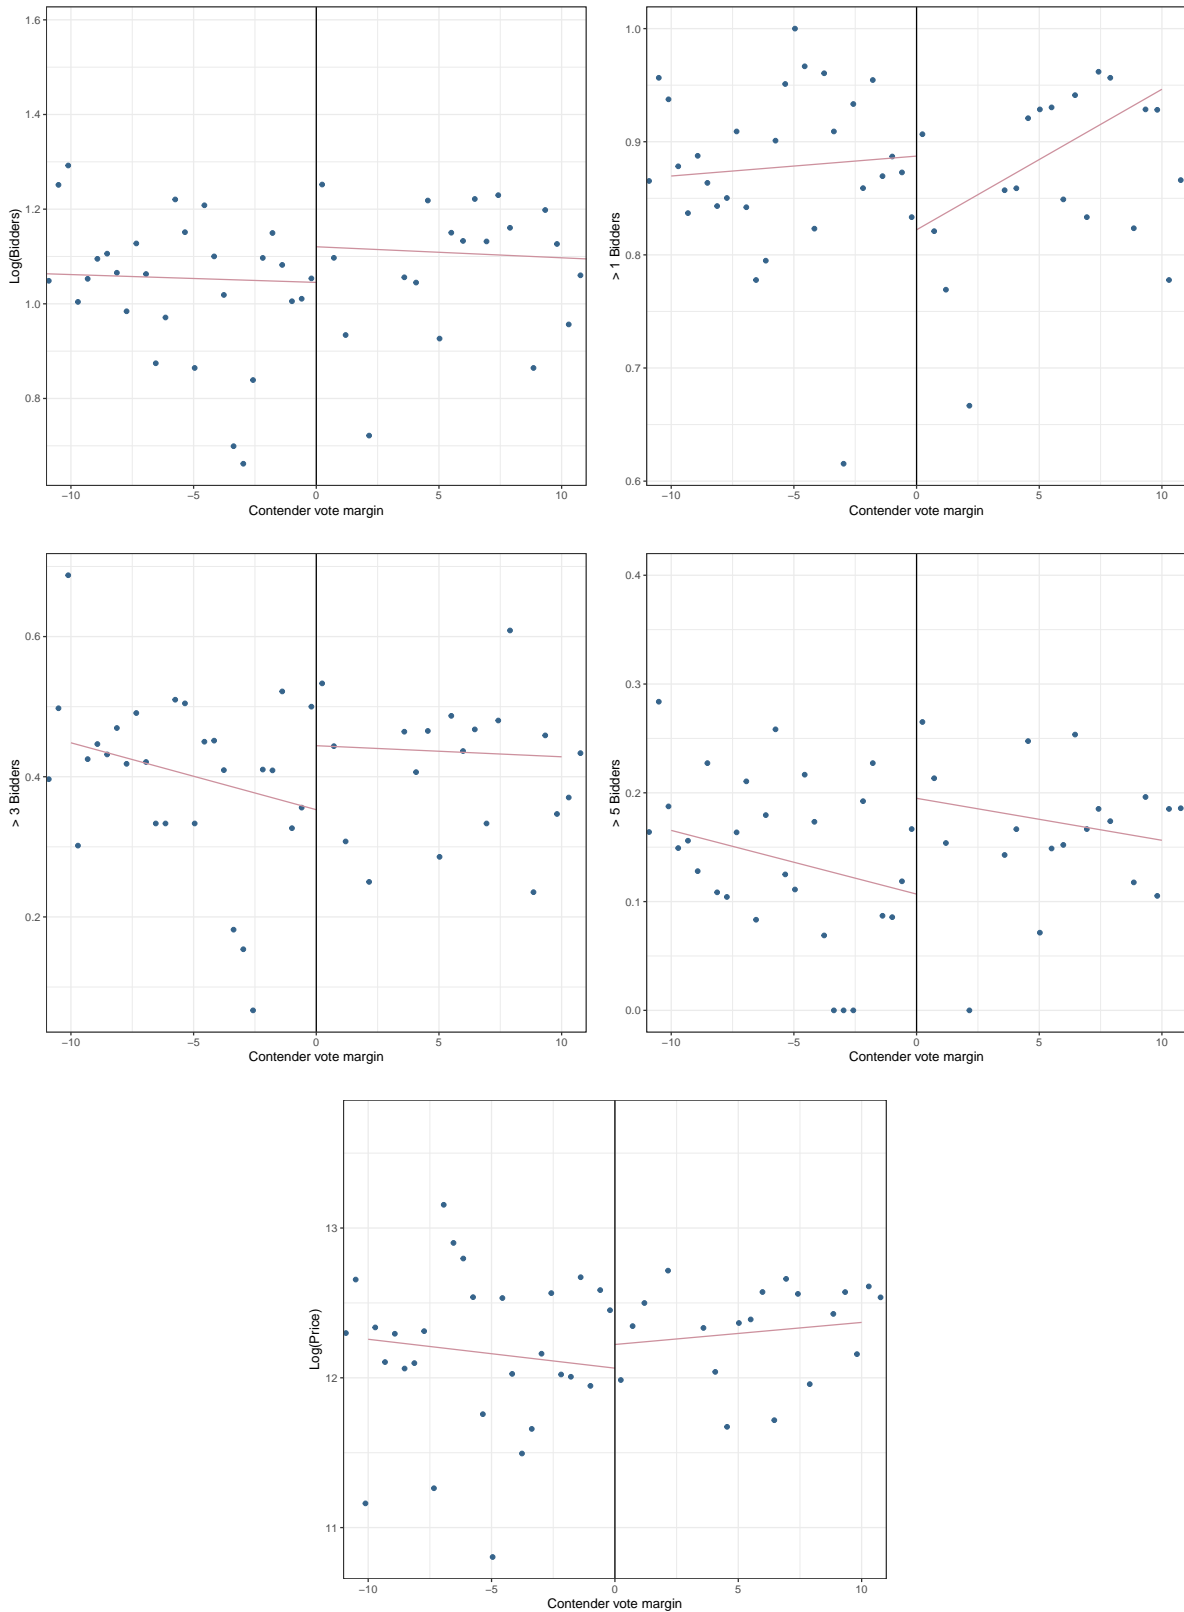 1.6
1.4
1.2
1.0
0.8
Log(Bidders)
−10 −5 0 5 10
Contender vote margin
1.0
0.9
0.8
0.7
0.6
> 1 Bidders
−10 −5 0 5 10
Contender vote margin
0.6
0.4
0.2
> 3 Bidders
−10 −5 0 5 10
Contender vote margin
0.4
0.3
0.2
0.1
0.0
> 5 Bidders
−10 −5 0 5 10
Contender vote margin
13
12
11
Log(Price)
−10 −5 0 5 10
Contender vote margin